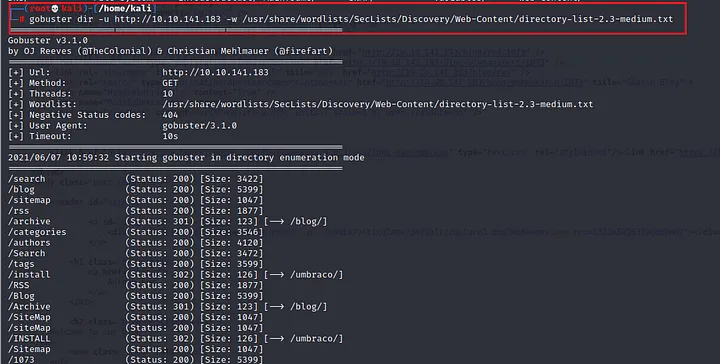 (root💀kali)-[/home/kali]
# gobuster dir -u http://10.10.141.183 -w /usr/share/wordlists/SecLists/Discovery/Web-Content/directory-list-2.3-medium.txt
Gobuster v3.1.0
by OJ Reeves (@TheColonial) & Christian Mehlmauer (@firefart)
[+] Url: http://10.10.141.183
[+] Method: GET
[+] Threads: 10
[+] Wordlist: /usr/share/wordlists/SecLists/Discovery/Web-Content/directory-list-2.3-medium.txt
[+] Negative Status codes: 404
[+] User Agent: gobuster/3.1.0
[+] Timeout: 10s
2021/06/07 10:59:32 Starting gobuster in directory enumeration mode
/search (Status: 200) [Size: 3422]
/blog (Status: 200) [Size: 5399]
/sitemap (Status: 200) [Size: 1047]
/rss (Status: 200) [Size: 1877]
/archive (Status: 301) [Size: 123] [--> /blog/]
/categories (Status: 200) [Size: 3546]
/authors (Status: 200) [Size: 4120]
/Search (Status: 200) [Size: 3472]
/tags (Status: 200) [Size: 3599]
/install (Status: 302) [Size: 126] [--> /umbraco/]
/RSS (Status: 200) [Size: 1877]
/Blog (Status: 200) [Size: 5399]
/Archive (Status: 301) [Size: 123] [--> /blog/]
/SiteMap (Status: 200) [Size: 1047]
/siteMap (Status: 200) [Size: 1047]
/INSTALL (Status: 302) [Size: 126] [--> /umbraco/]
/Sitemap (Status: 200) [Size: 1047]
/1073 (Status: 200) [Size: 5399]